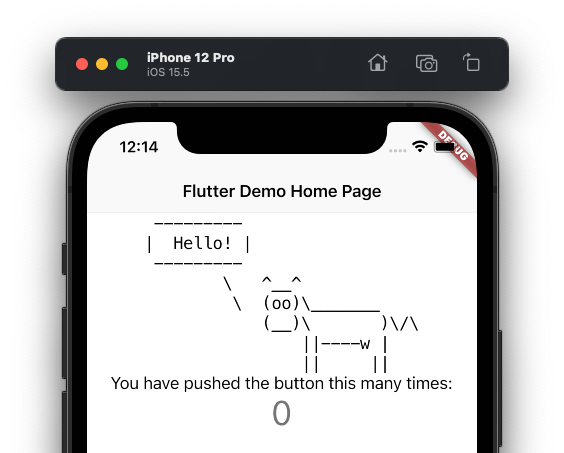 iPhone 12 Pro
iOS 15.5
12:14
DEBUG
Flutter Demo Home Page
 _________
|  Hello! |
 ---------
        \   ^__^
         \  (oo)\_______
            (__)\       )\/\
                ||----w |
                ||     ||
You have pushed the button this many times:
0